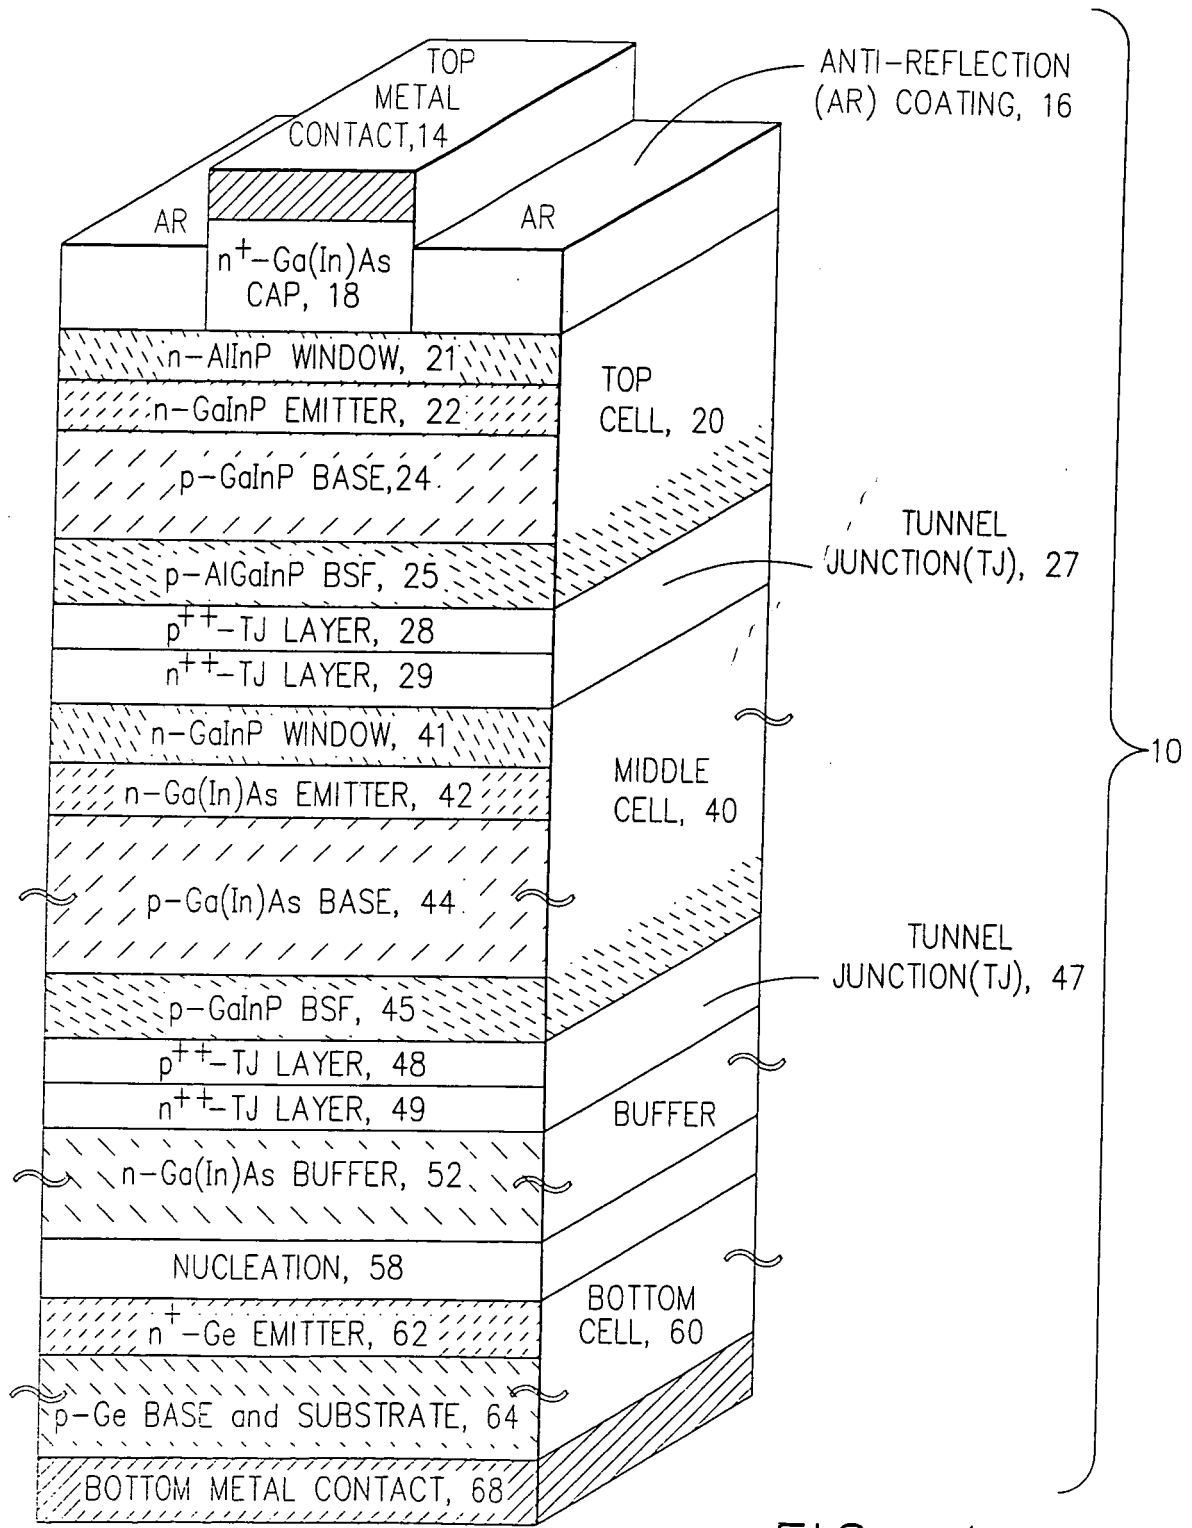 TOP
METAL
CONTACT,14
ANTI-REFLECTION
(AR) COATING, 16
AR
AR
n+-Ga(In)As
CAP, 18
n-AlInP WINDOW, 21
n-GaInP EMITTER, 22
p-GaInP BASE,24
p-AlGaInP BSF, 25
p++-TJ LAYER, 28
n++-TJ LAYER, 29
n-GaInP WINDOW, 41
n-Ga(In)As EMITTER, 42
p-Ga(In)As BASE, 44
p-GaInP BSF, 45
p++-TJ LAYER, 48
n++-TJ LAYER, 49
n-Ga(In)As BUFFER, 52
NUCLEATION, 58
n+-Ge EMITTER, 62
p-Ge BASE and SUBSTRATE, 64
BOTTOM METAL CONTACT, 68
TOP
CELL, 20
TUNNEL
JUNCTION(TJ), 27
MIDDLE
CELL, 40
TUNNEL
JUNCTION(TJ), 47
BUFFER
BOTTOM
CELL, 60
10